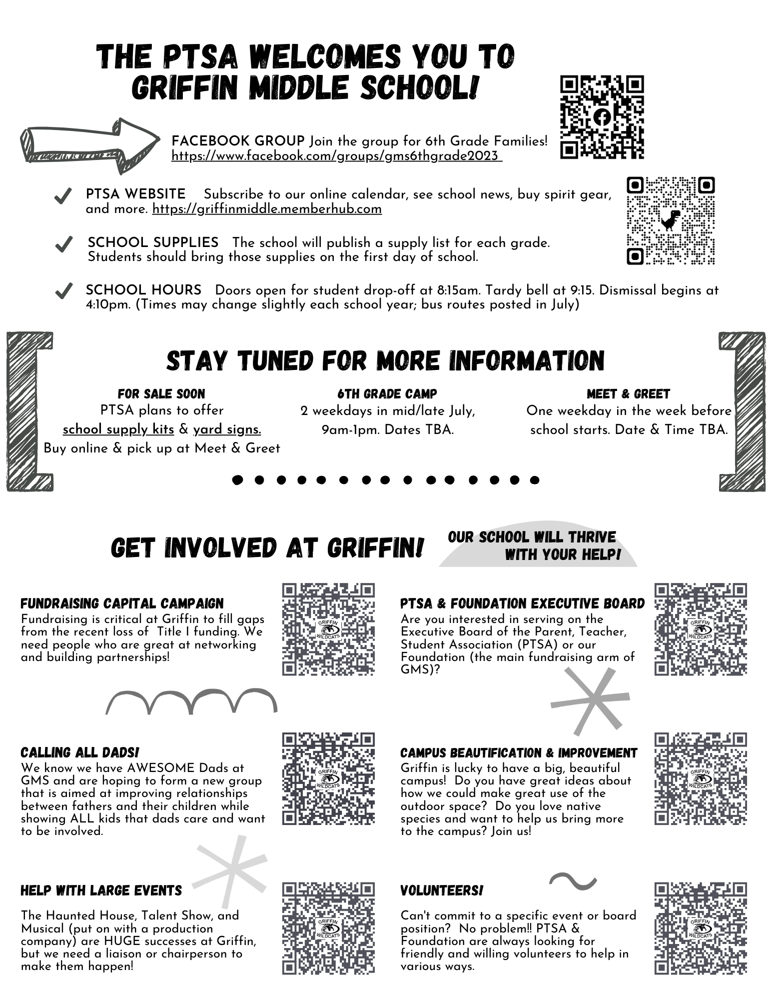 THE PTSA WELCOMES YOU TO
GRIFFIN MIDDLE SCHOOL!
FACEBOOK GROUP Join the group for 6th Grade Families!
https://www.facebook.com/groups/gms6thgrade2023
PTSA WEBSITE Subscribe to our online calendar, see school news, buy spirit gear,
and more. https://griffinmiddle.memberhub.com
SCHOOL SUPPLIES The school will publish a supply list for each grade.
Students should bring those supplies on the first day of school.
SCHOOL HOURS Doors open for student drop-off at 8:15am. Tardy bell at 9:15. Dismissal begins at
4:10pm. (Times may change slightly each school year; bus routes posted in July)
STAY TUNED FOR MORE INFORMATION
FOR SALE SOON
PTSA plans to offer
school supply kits & yard signs.
Buy online & pick up at Meet & Greet
6TH GRADE CAMP
2 weekdays in mid/late July,
9am-1pm. Dates TBA.
MEET & GREET
One weekday in the week before
school starts. Date & Time TBA.
GET INVOLVED AT GRIFFIN!
OUR SCHOOL WILL THRIVE
WITH YOUR HELP!
FUNDRAISING CAPITAL CAMPAIGN
Fundraising is critical at Griffin to fill gaps
from the recent loss of  Title I funding. We
need people who are great at networking
and building partnerships!
GRIFFIN
WILDCATS
PTSA & FOUNDATION EXECUTIVE BOARD
Are you interested in serving on the
Executive Board of the Parent, Teacher,
Student Association (PTSA) or our
Foundation (the main fundraising arm of
GMS)?
GRIFFIN
WILDCATS
CALLING ALL DADS!
We know we have AWESOME Dads at
GMS and are hoping to form a new group
that is aimed at improving relationships
between fathers and their children while
showing ALL kids that dads care and want
to be involved.
GRIFFIN
WILDCATS
CAMPUS BEAUTIFICATION & IMPROVEMENT
Griffin is lucky to have a big, beautiful
campus!  Do you have great ideas about
how we could make great use of the
outdoor space?  Do you love native
species and want to help us bring more
to the campus? Join us!
GRIFFIN
WILDCATS
HELP WITH LARGE EVENTS
The Haunted House, Talent Show, and
Musical (put on with a production
company) are HUGE successes at Griffin,
but we need a liaison or chairperson to
make them happen!
GRIFFIN
WILDCATS
VOLUNTEERS!
Can't commit to a specific event or board
position?  No problem!! PTSA &
Foundation are always looking for
friendly and willing volunteers to help in
various ways.
GRIFFIN
WILDCATS